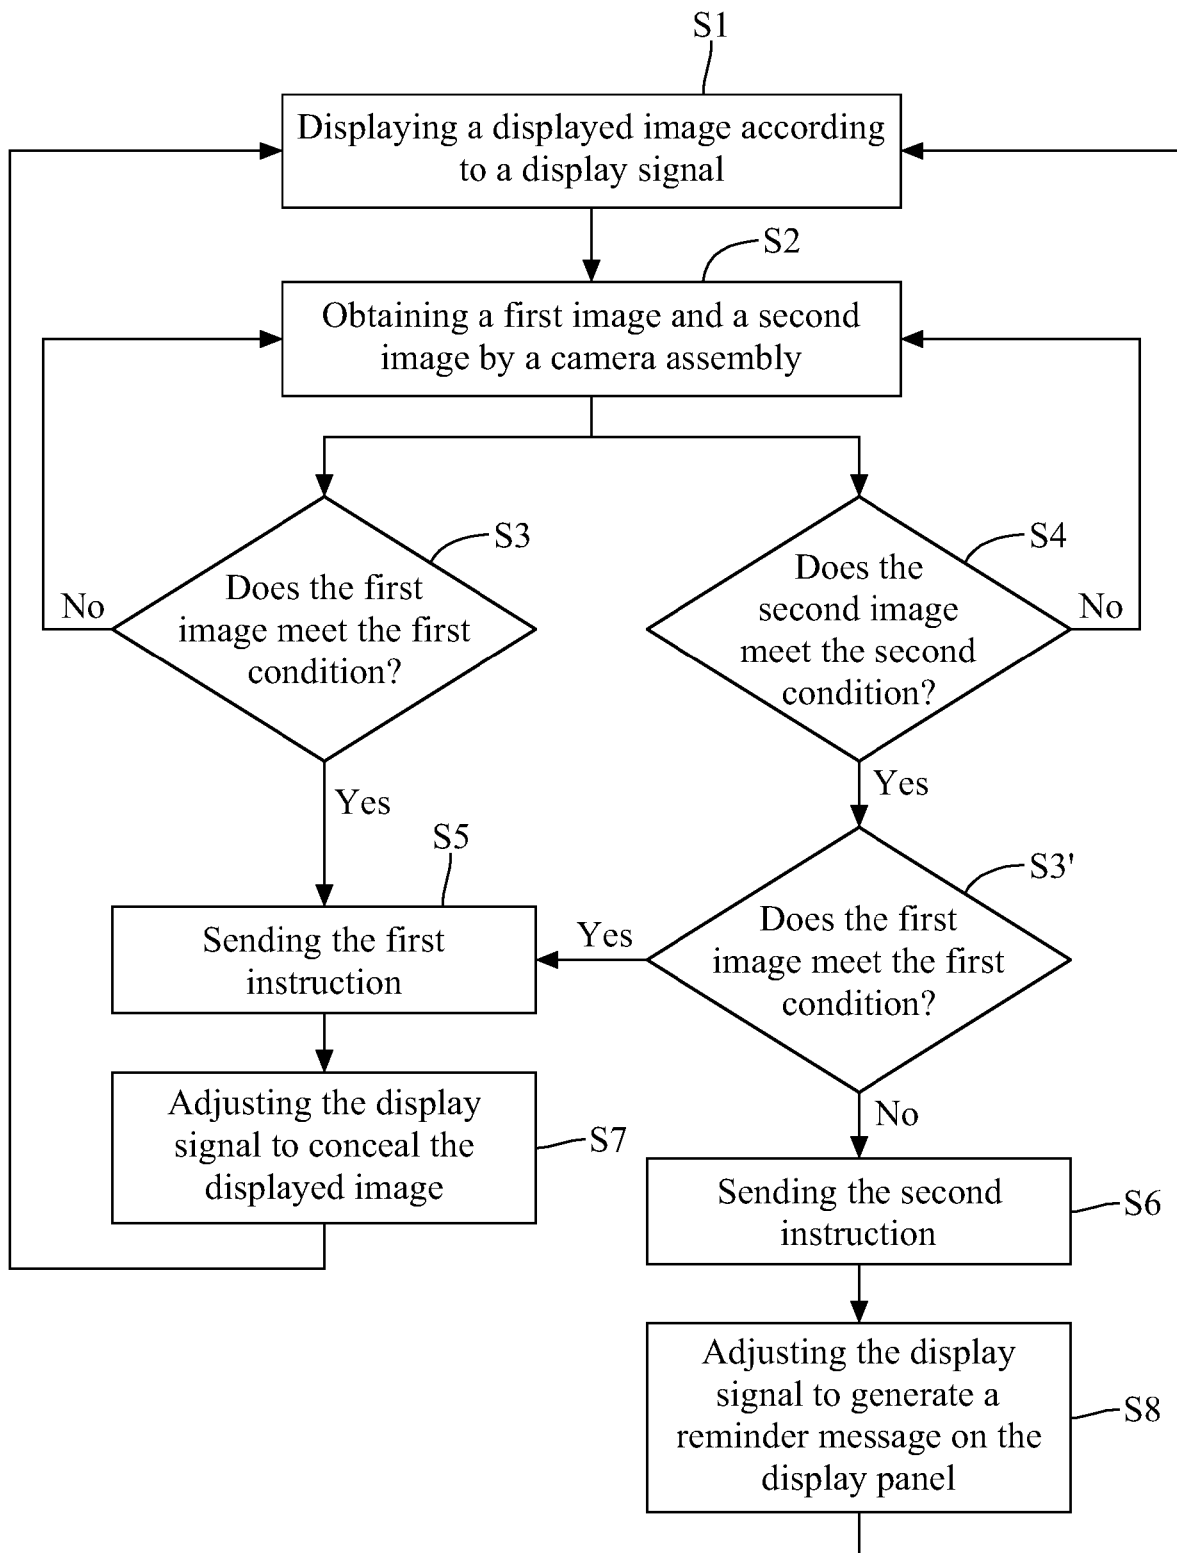 S1
Displaying a displayed image according
to a display signal
S2
Obtaining a first image and a second
image by a camera assembly
S3
Does the first
image meet the first
condition?
No
Yes
S4
Does the
second image
meet the second
condition?
No
Yes
S3'
Does the first
image meet the first
condition?
Yes
No
S5
Sending the first
instruction
Adjusting the display
signal to conceal the
displayed image
S7
Sending the second
instruction
S6
Adjusting the display
signal to generate a
reminder message on the
display panel
S8